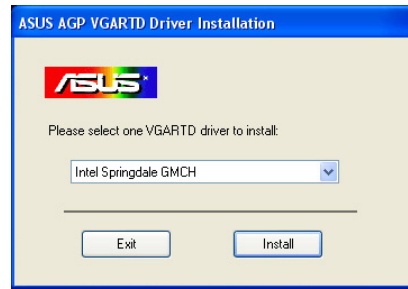 ASUS AGP VGARTD Driver Installation
ASUS
Please select one VGARTD driver to install:
Intel Springdale GMCH
Exit Install